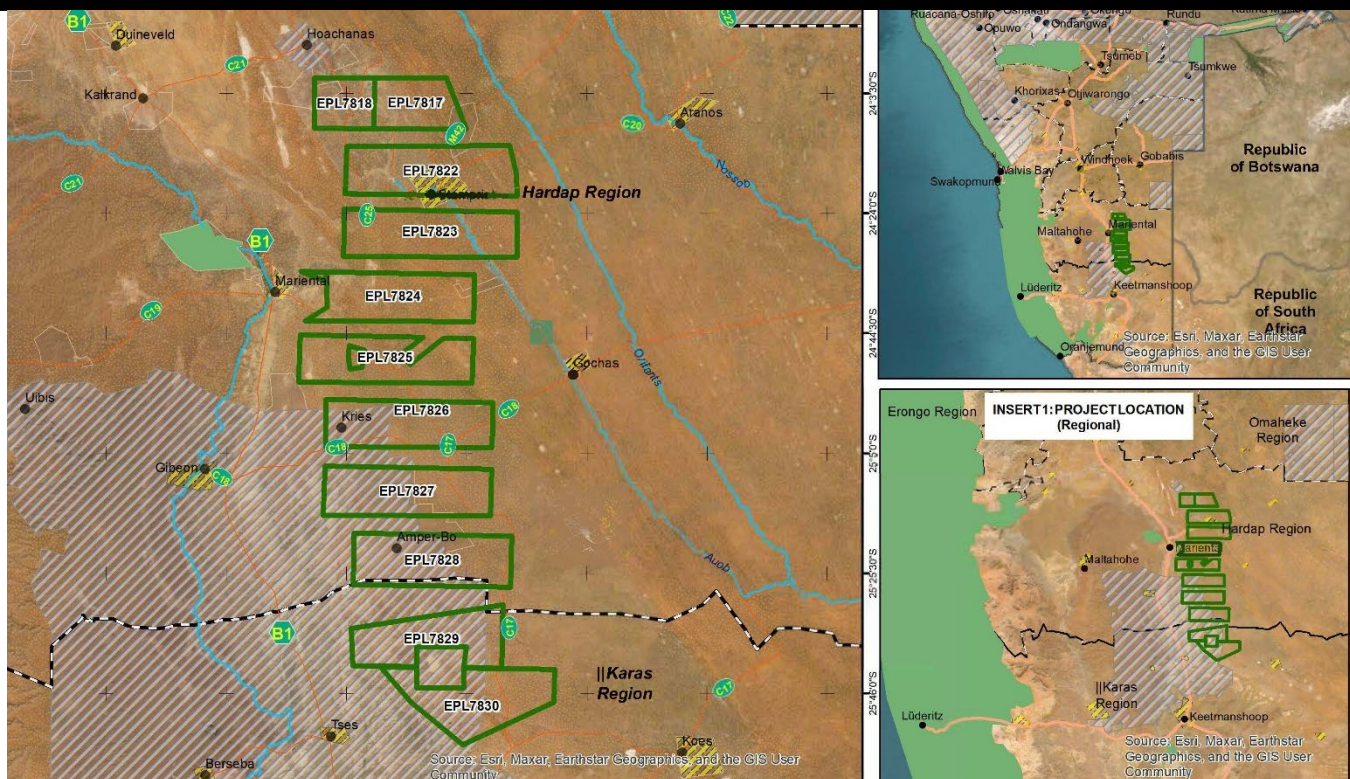 B1
Duineveld
Hoachanas
C22
C21
Kalkrand
EPL7818
EPL7817
M42
C20
Aranos
EPL7822
Nossob
C21
Hardap Region
C25
EPL7823
B1
Mariental
EPL7824
C19
EPL7825
Gochas
Olifants
Uibis
EPL7826
C18
Kries
C18
C17
Gibeon
C18
EPL7827
Amper-Bo
EPL7828
Auob
B1
EPL7829
C17
||Karas
Region
C17
EPL7830
Tses
Koes
Berseba
Source: Esri, Maxar, Earthstar Geographics, and the GIS User
Community
24°3'30"S
24°24'0"S
24°44'30"S
25°5'0"S
25°25'30"S
25°46'0"S
Ruacana-Oshifo
Ondangwa
Rundu
Opuwo
Tsumeb
Tsumkwe
Khorixas
Otjiwarongo
Republic
of Botswana
Windhoek
Gobabis
Walvis Bay
Swakopmund
Mariental
Maltahohe
Lüderitz
Keetmanshoop
Republic
of South
Africa
Oranjemund
Source: Esri, Maxar, Earthstar
Geographics, and the GIS User
Community
Erongo Region
INSERT1: PROJECT LOCATION
(Regional)
Omaheke
Region
Hardap Region
Mariental
Maltahohe
||Karas
Region
Lüderitz
Keetmanshoop
Source: Esri, Maxar, Earthstar
Geographics, and the GIS User
Community